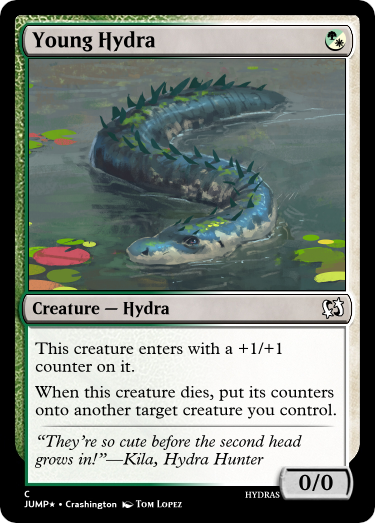 Young Hydra
Creature — Hydra
This creature enters with a +1/+1
counter on it.
When this creature dies, put its counters
onto another target creature you control.
“They’re so cute before the second head
grows in!”—Kila, Hydra Hunter
0/0
C
HYDRAS
JUMP★ • Crashington Tom Lopez